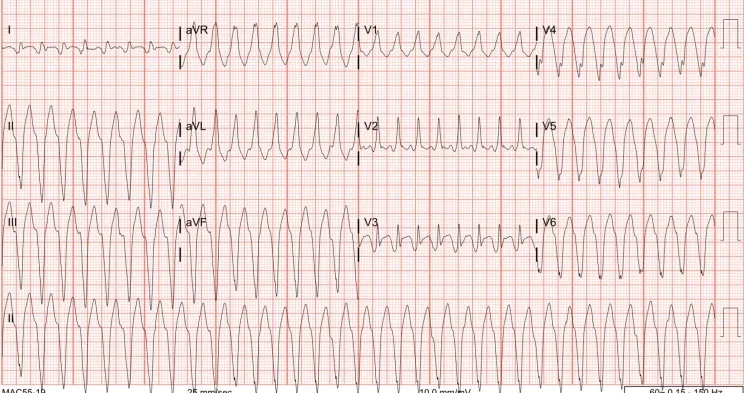 I aVR V1 V4
II aVL V2 V5
III aVF V3 V6
II
MAC55-19 25 mm/sec 10.0 mm/mV 60~ 0.15 - 150 Hz